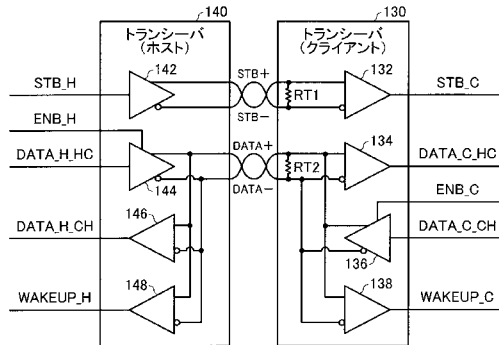 140
130
トランシーバ
(ホスト)
トランシーバ
(クライアント)
STB_H
142
STB+
STB−
RT1
132
STB_C
ENB_H
DATA_H_HC
144
DATA+
DATA−
RT2
134
DATA_C_HC
ENB_C
DATA_H_CH
146
136
DATA_C_CH
WAKEUP_H
148
138
WAKEUP_C